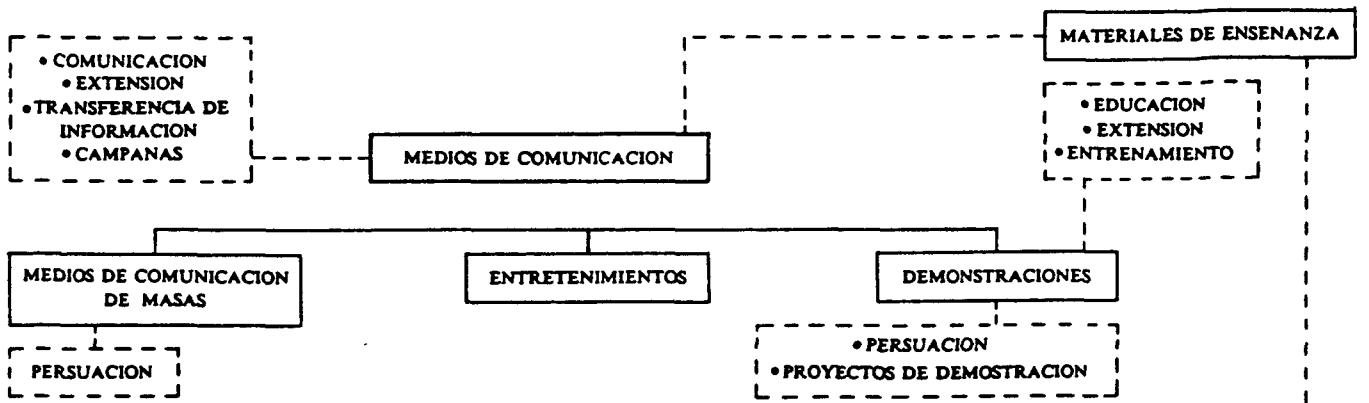 MATERIALES DE ENSENANZA
• COMUNICACION
• EXTENSION
• TRANSFERENCIA DE
INFORMACION
• CAMPANAS
• EDUCACION
• EXTENSION
• ENTRENAMIENTO
MEDIOS DE COMUNICACION
MEDIOS DE COMUNICACION
DE MASAS
ENTRETENIMIENTOS
DEMONSTRACIONES
PERSUACION
• PERSUACION
• PROYECTOS DE DEMOSTRACION